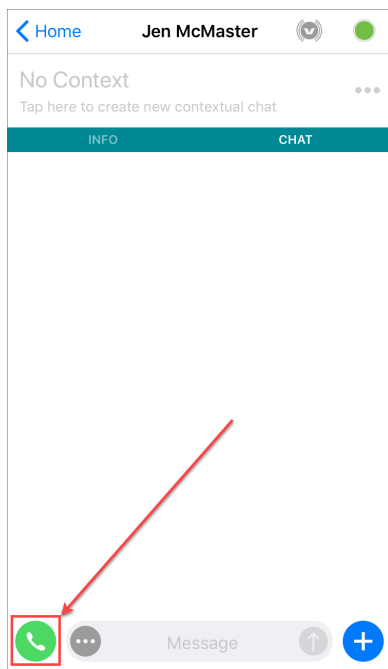 Home
Jen McMaster
No Context
Tap here to create new contextual chat
INFO
CHAT
Message